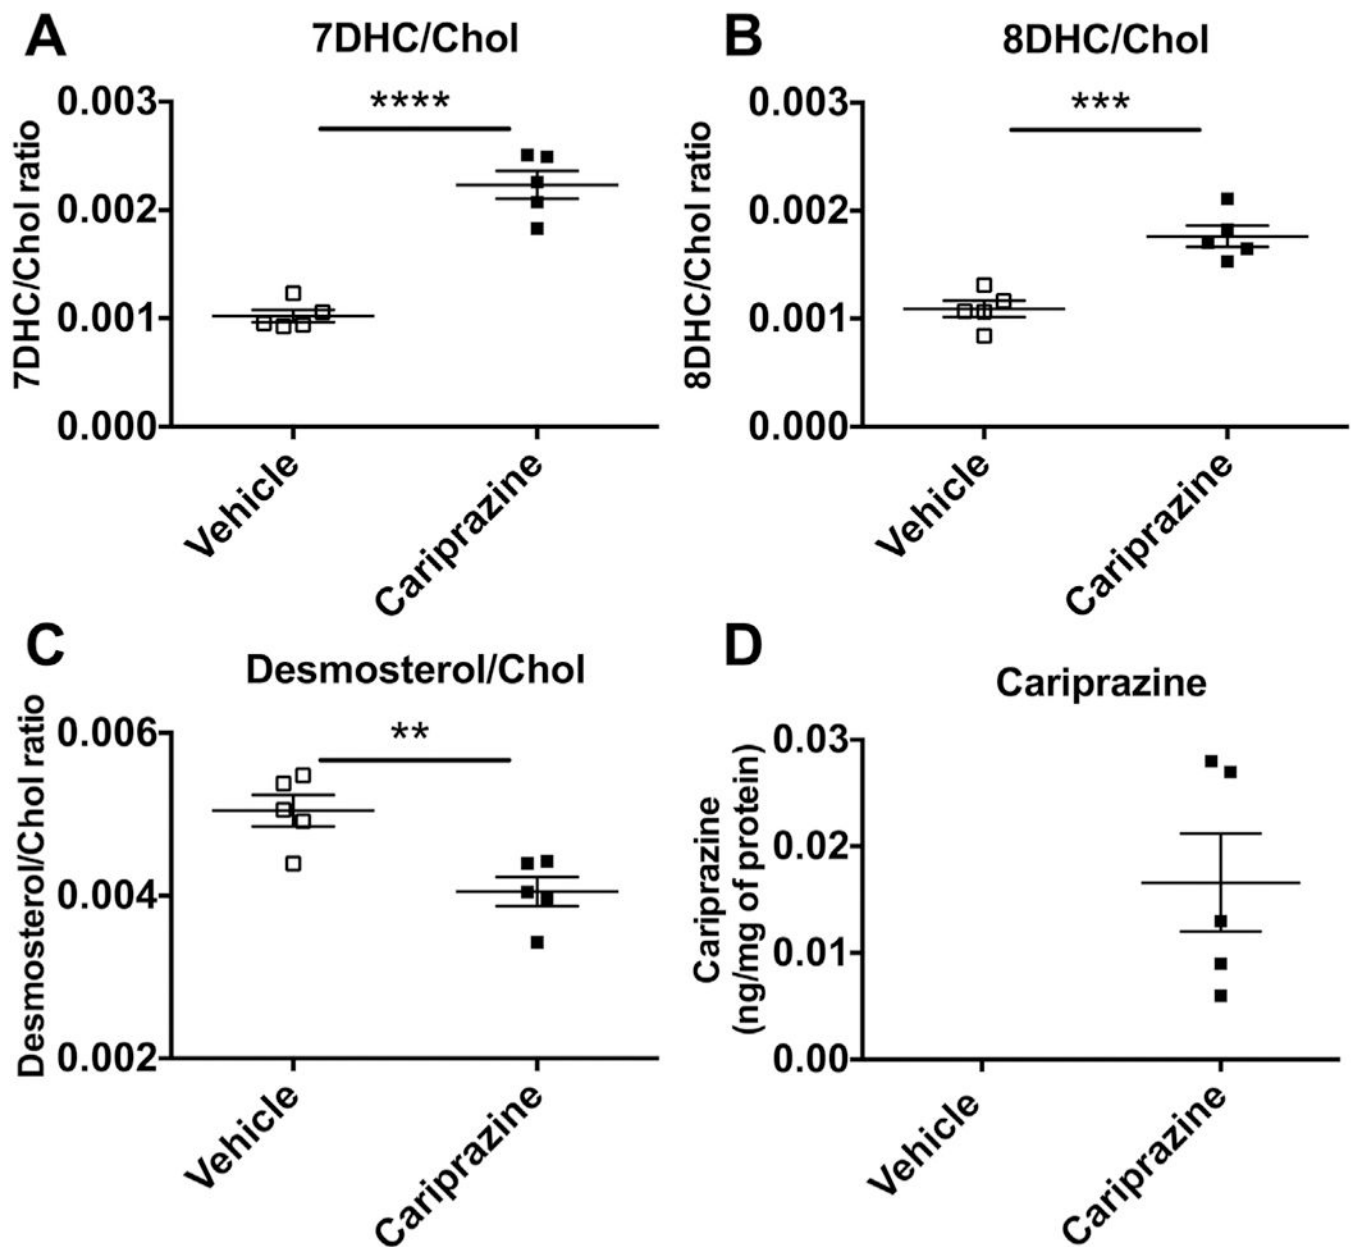 A
7DHC/Chol
7DHC/Chol ratio
0.003
0.002
0.001
0.000
****
Vehicle
Cariprazine
B
8DHC/Chol
8DHC/Chol ratio
0.003
0.002
0.001
0.000
***
Vehicle
Cariprazine
C
Desmosterol/Chol
Desmosterol/Chol ratio
0.006
0.004
0.002
**
Vehicle
Cariprazine
D
Cariprazine
Cariprazine
(ng/mg of protein)
0.03
0.02
0.01
0.00
Vehicle
Cariprazine